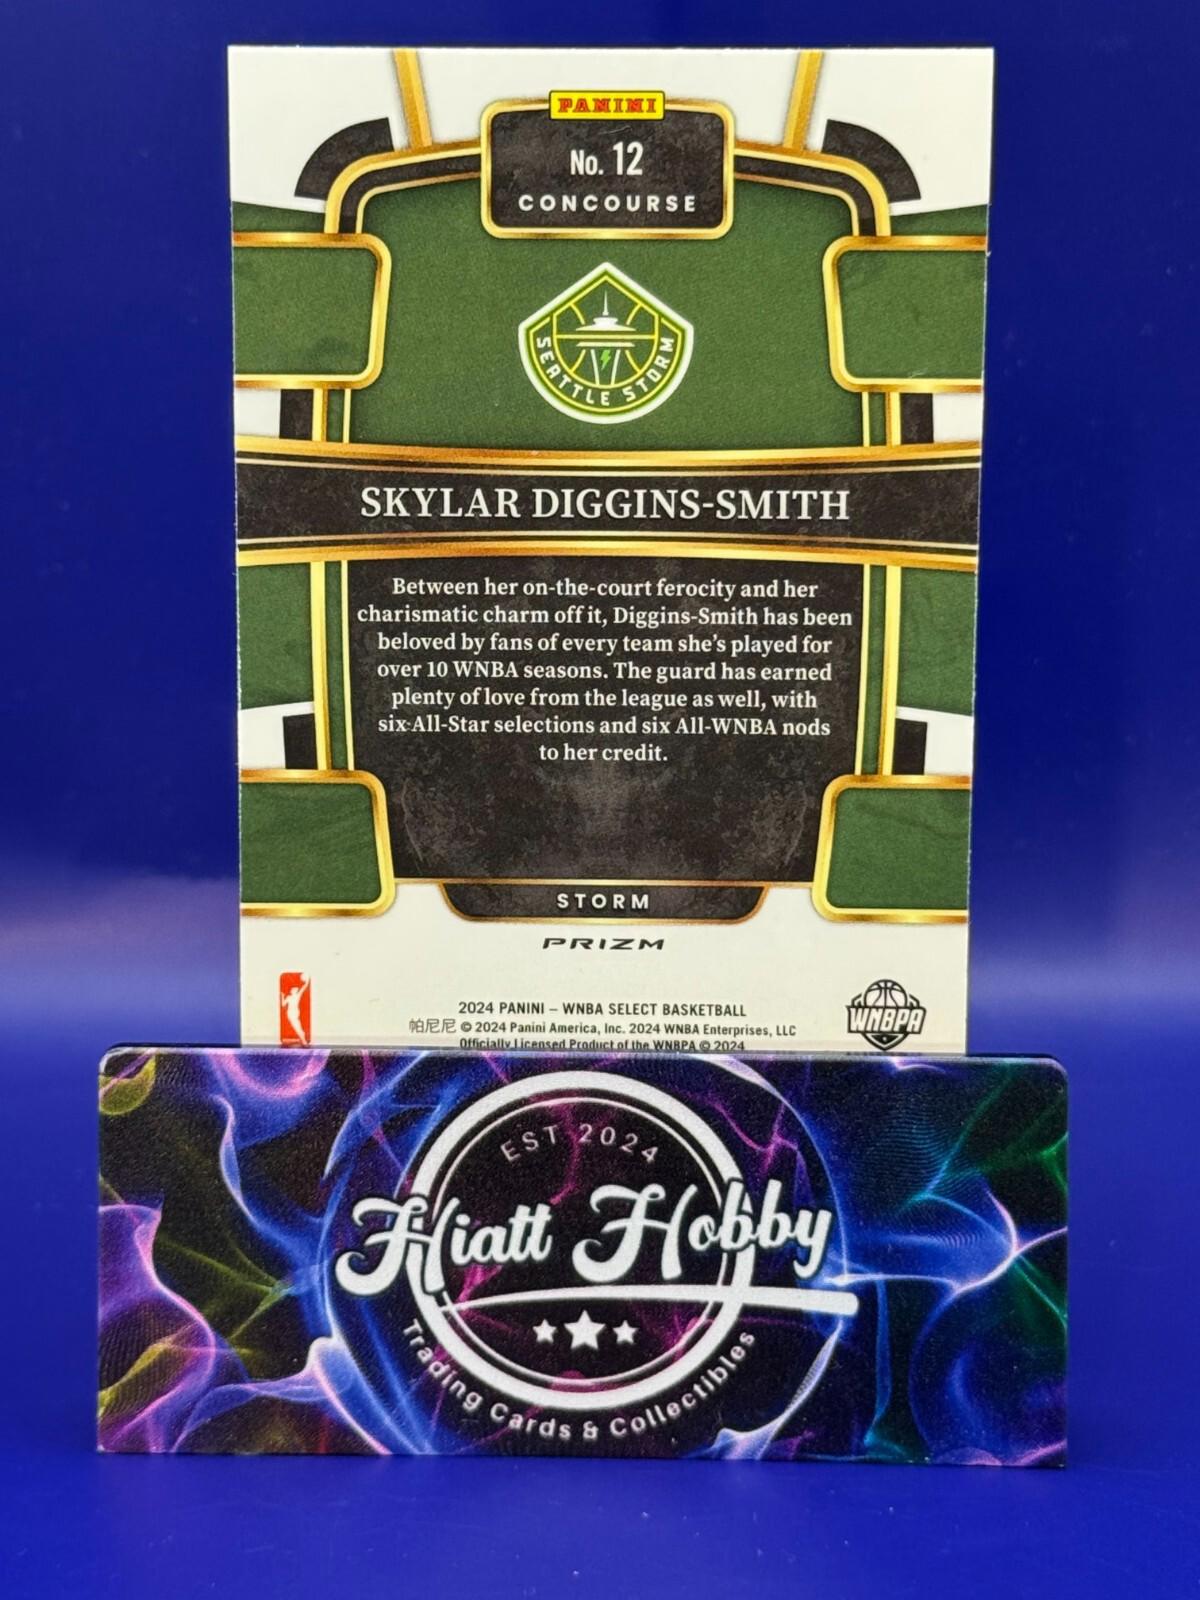 PANINI
No. 12
CONCOURSE
SEATTLE STORM
SKYLAR DIGGINS-SMITH
Between her on-the-court ferocity and her
charismatic charm off it, Diggins-Smith has been
beloved by fans of every team she's played for
over 10 WNBA seasons. The guard has earned
plenty of love from the league as well, with
six All-Star selections and six All-WNBA nods
to her credit.
STORM
PRIZM
2024 PANINI – WNBA SELECT BASKETBALL
帕尼尼 © 2024 Panini America, Inc. 2024 WNBA Enterprises, LLC
Officially Licensed Product of the WNBPA © 2024
WNBPA
EST 2024
Hiatt Hobby
Trading Cards & Collectibles